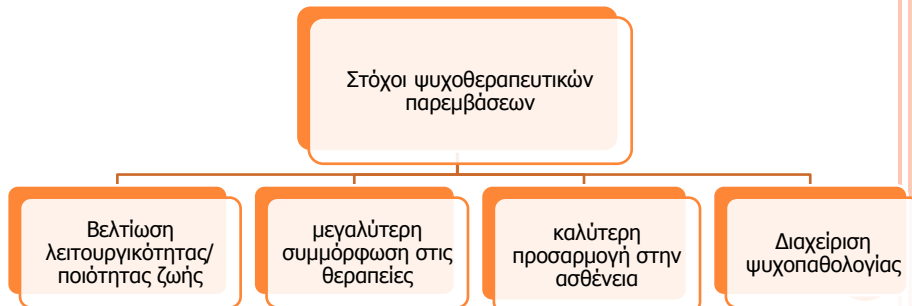 Στόχοι ψυχοθεραπευτικών
παρεμβάσεων
Βελτίωση
λειτουργικότητας/
ποιότητας ζωής
μεγαλύτερη
συμμόρφωση στις
θεραπείες
καλύτερη
προσαρμογή στην
ασθένεια
Διαχείριση
ψυχοπαθολογίας